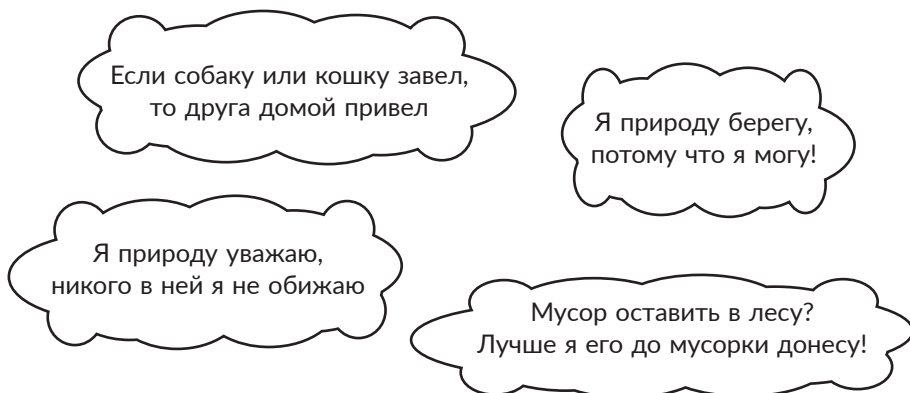 Если собаку или кошку завел,
то друга домой привел
Я природу берегу,
потому что я могу!
Я природу уважаю,
никого в ней я не обижаю
Мусор оставить в лесу?
Лучше я его до мусорки донесу!